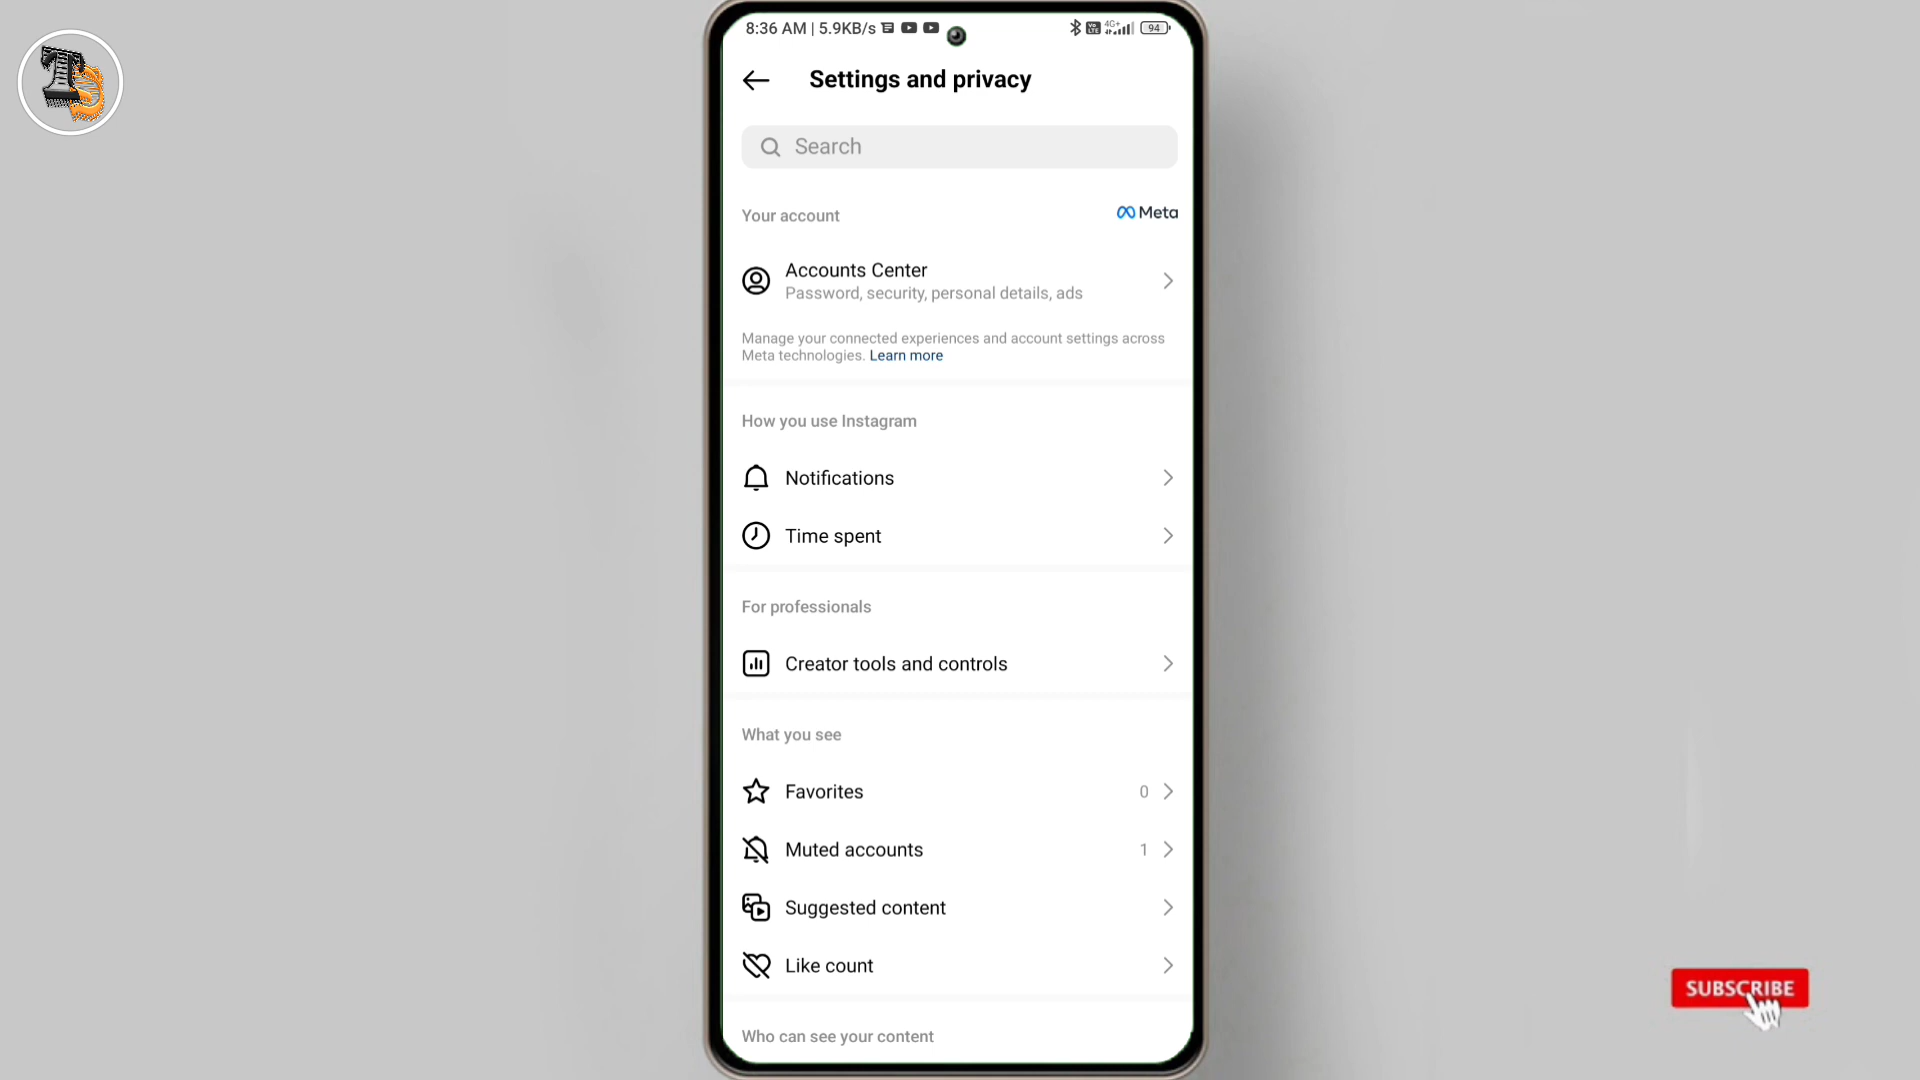 8:36 AM | 5.9KB/s
4G+
94
Settings and privacy
Search
Your account
Meta
Accounts Center
Password, security, personal details, ads
Manage your connected experiences and account settings across
Meta technologies. Learn more
How you use Instagram
Notifications
Time spent
For professionals
Creator tools and controls
What you see
Favorites 0
Muted accounts 1
Suggested content
Like count
Who can see your content
SUBSCRIBE